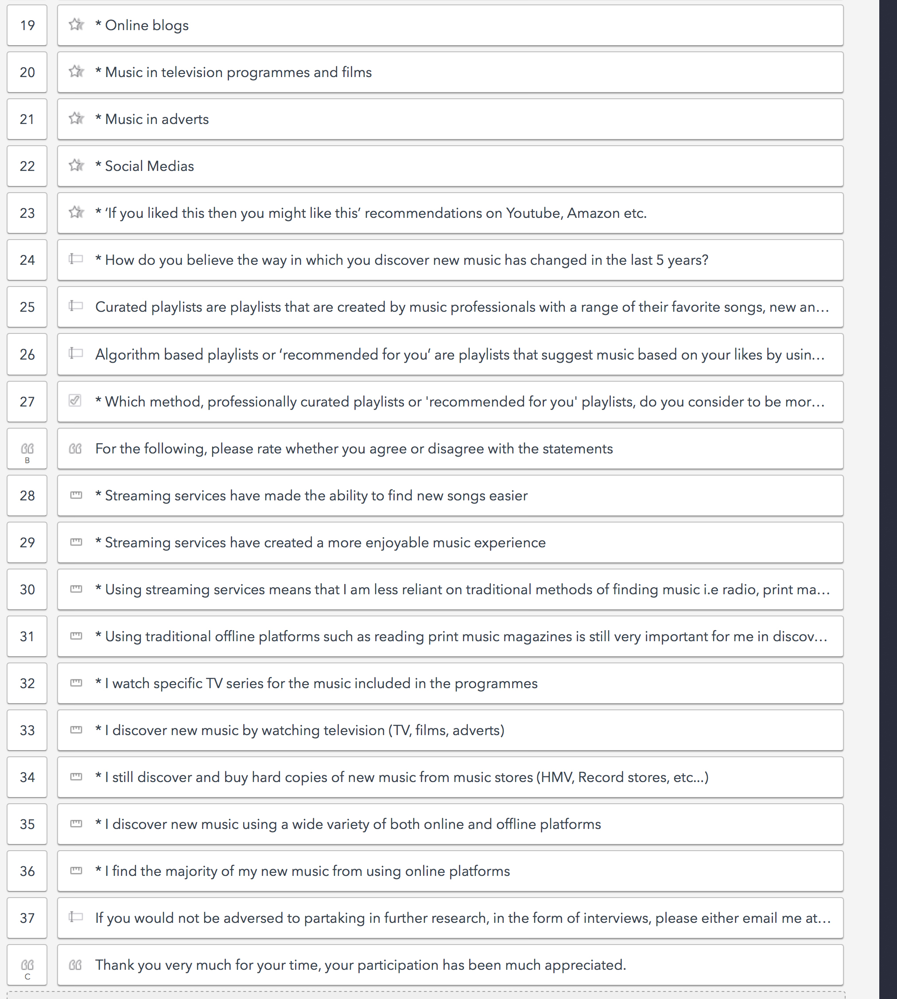 19 * Online blogs
20 * Music in television programmes and films
21 * Music in adverts
22 * Social Medias
23 * ‘If you liked this then you might like this’ recommendations on Youtube, Amazon etc.
24 * How do you believe the way in which you discover new music has changed in the last 5 years?
25 Curated playlists are playlists that are created by music professionals with a range of their favorite songs, new an...
26 Algorithm based playlists or ‘recommended for you’ are playlists that suggest music based on your likes by usin...
27 * Which method, professionally curated playlists or 'recommended for you' playlists, do you consider to be mor...
B For the following, please rate whether you agree or disagree with the statements
28 * Streaming services have made the ability to find new songs easier
29 * Streaming services have created a more enjoyable music experience
30 * Using streaming services means that I am less reliant on traditional methods of finding music i.e radio, print ma...
31 * Using traditional offline platforms such as reading print music magazines is still very important for me in discov...
32 * I watch specific TV series for the music included in the programmes
33 * I discover new music by watching television (TV, films, adverts)
34 * I still discover and buy hard copies of new music from music stores (HMV, Record stores, etc...)
35 * I discover new music using a wide variety of both online and offline platforms
36 * I find the majority of my new music from using online platforms
37 If you would not be adversed to partaking in further research, in the form of interviews, please either email me at...
C Thank you very much for your time, your participation has been much appreciated.